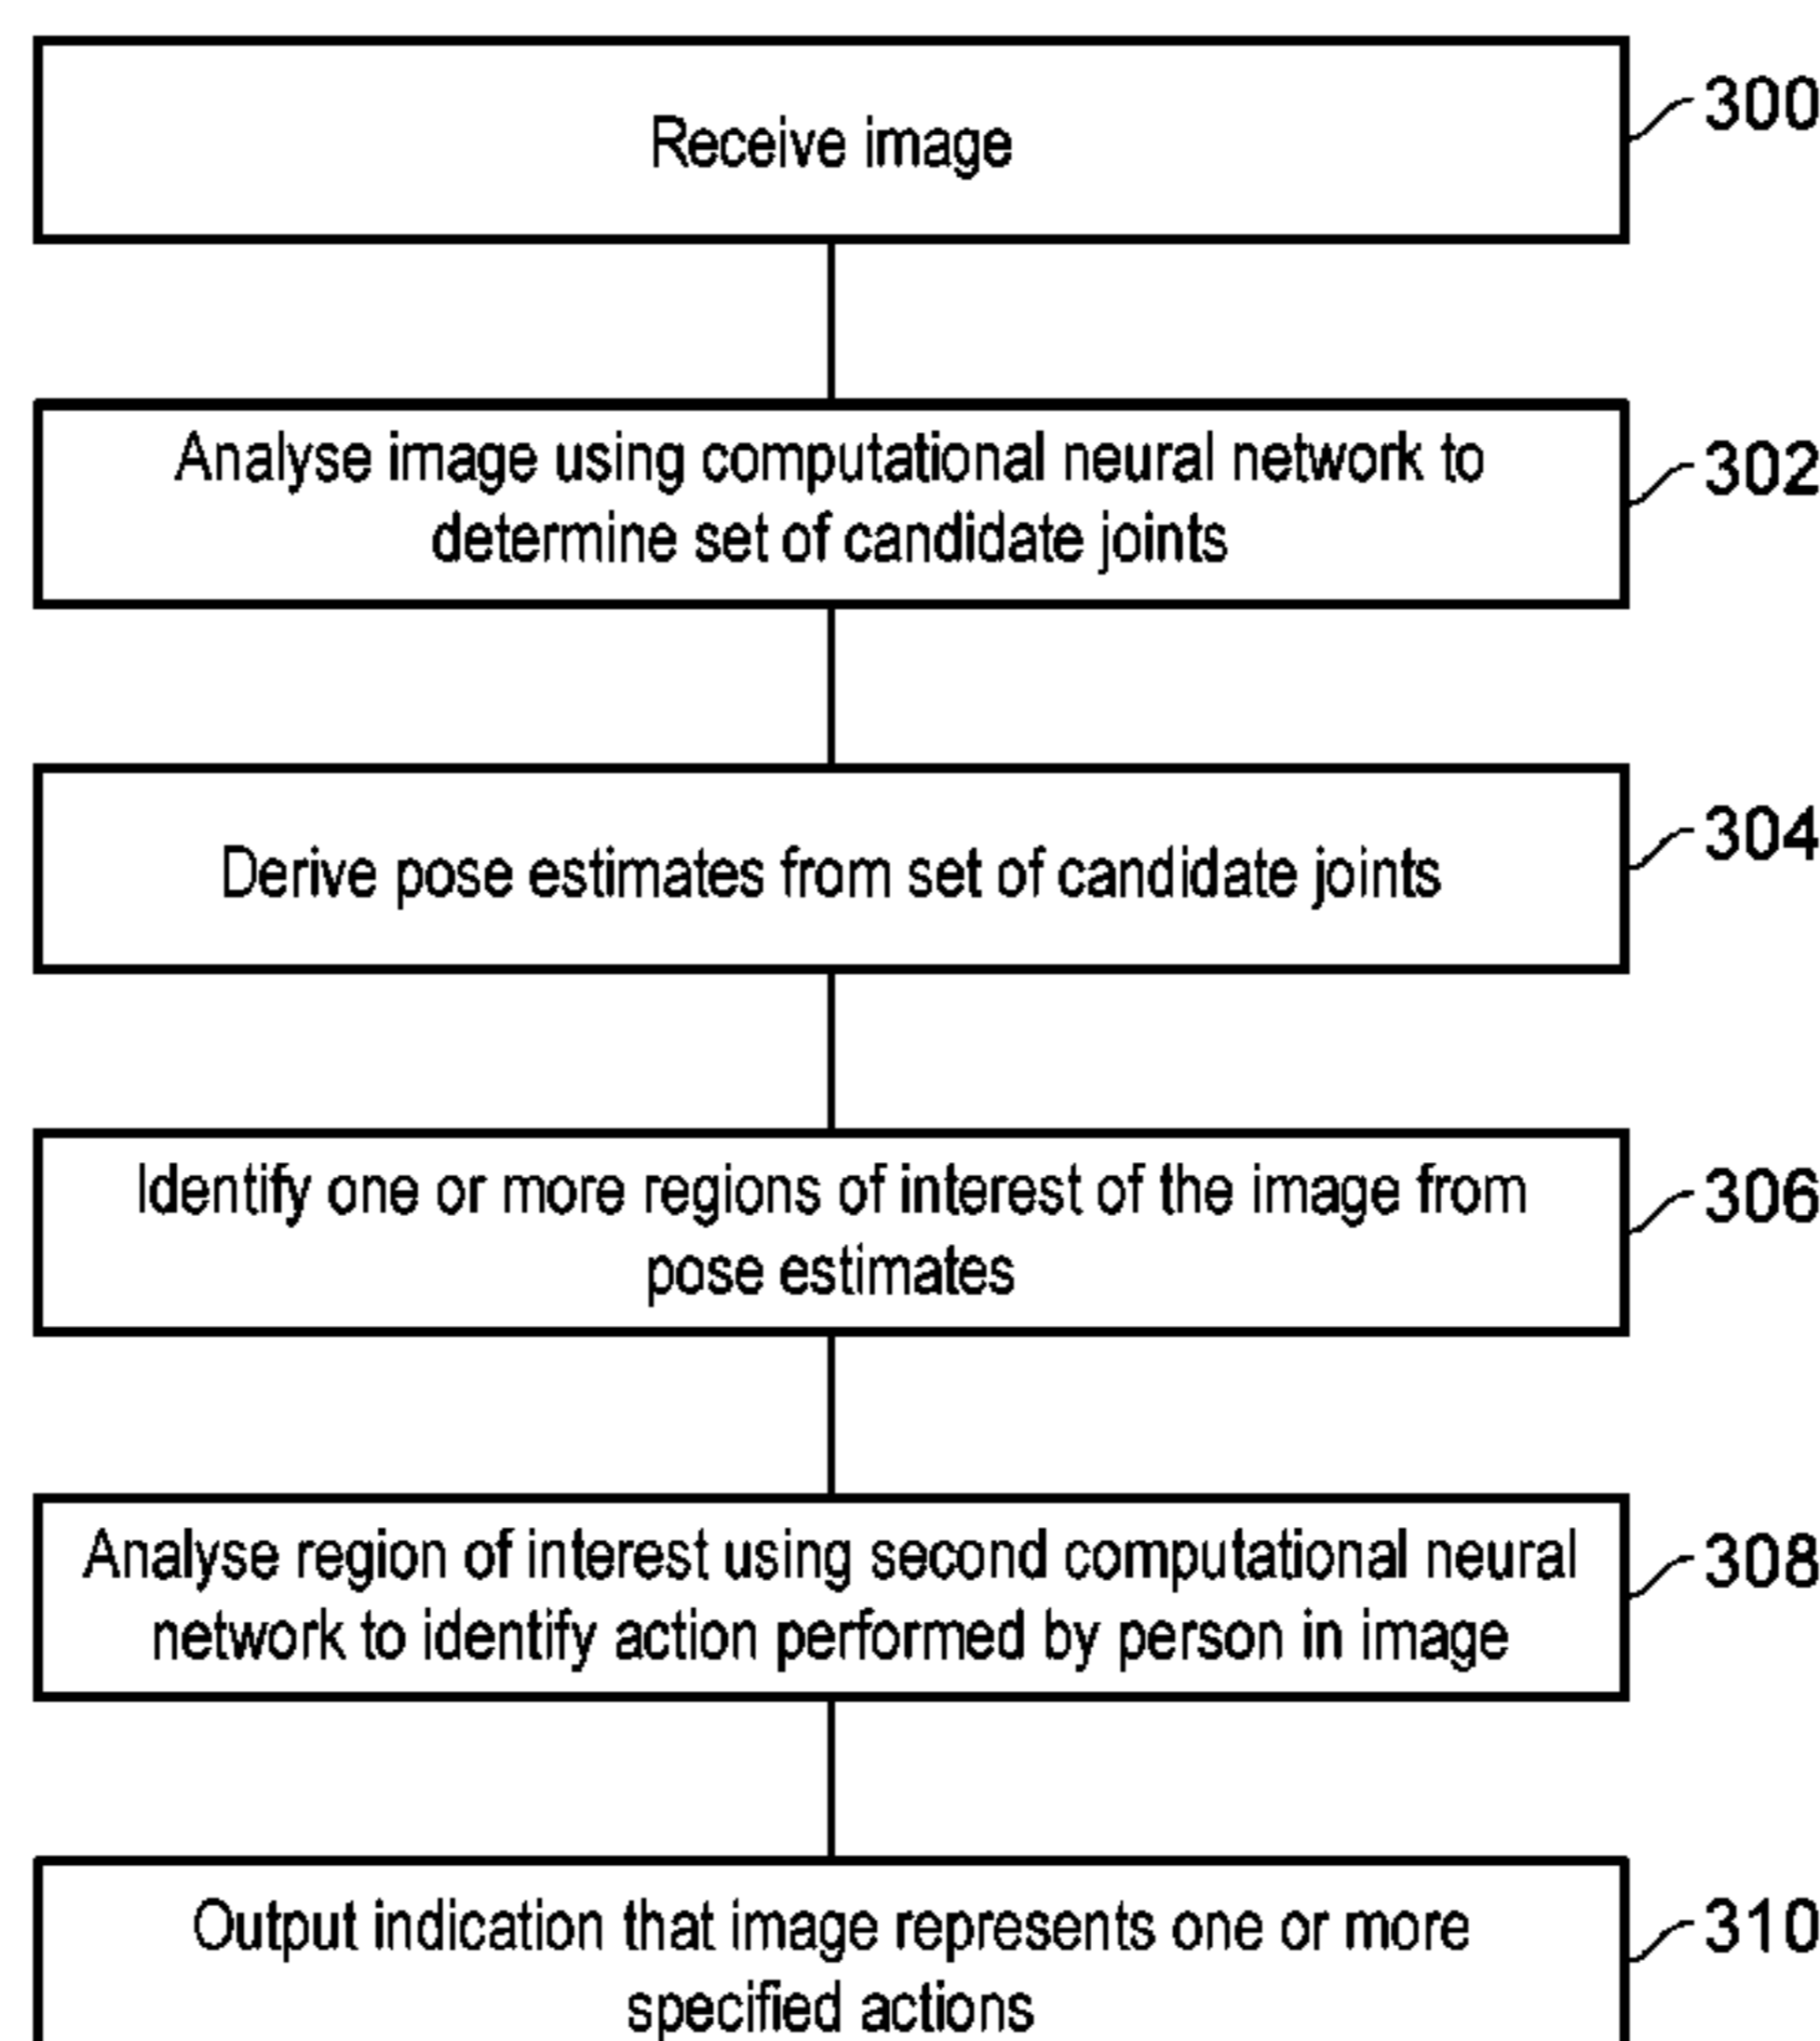 Receive image
300
Analyse image using computational neural network to
determine set of candidate joints
302
Derive pose estimates from set of candidate joints
304
Identify one or more regions of interest of the image from
pose estimates
306
Analyse region of interest using second computational neural
network to identify action performed by person in image
308
Output indication that image represents one or more
specified actions
310